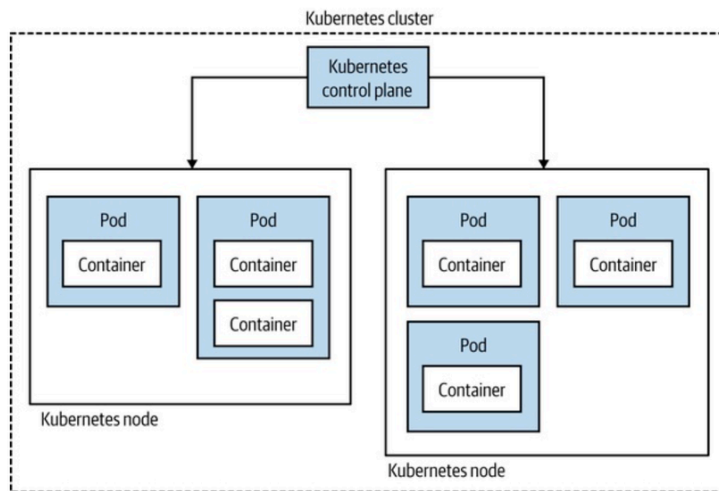 Kubernetes cluster
Kubernetes
control plane
Pod
Container
Pod
Container
Container
Kubernetes node
Pod
Container
Pod
Container
Pod
Container
Kubernetes node